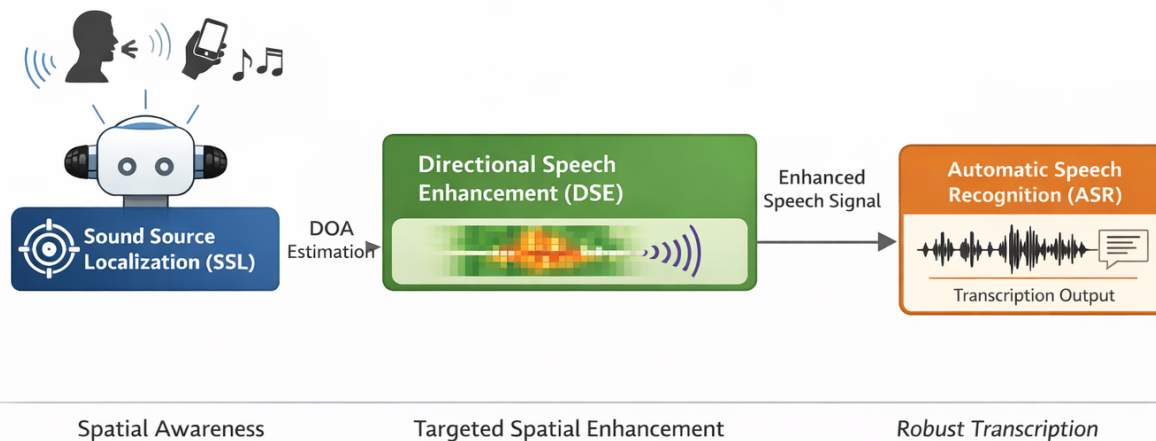 Sound Source
Localization (SSL)
DOA
Estimation
Directional Speech
Enhancement (DSE)
Enhanced
Speech Signal
Automatic Speech
Recognition (ASR)
Transcription Output
Spatial Awareness
Targeted Spatial Enhancement
Robust Transcription